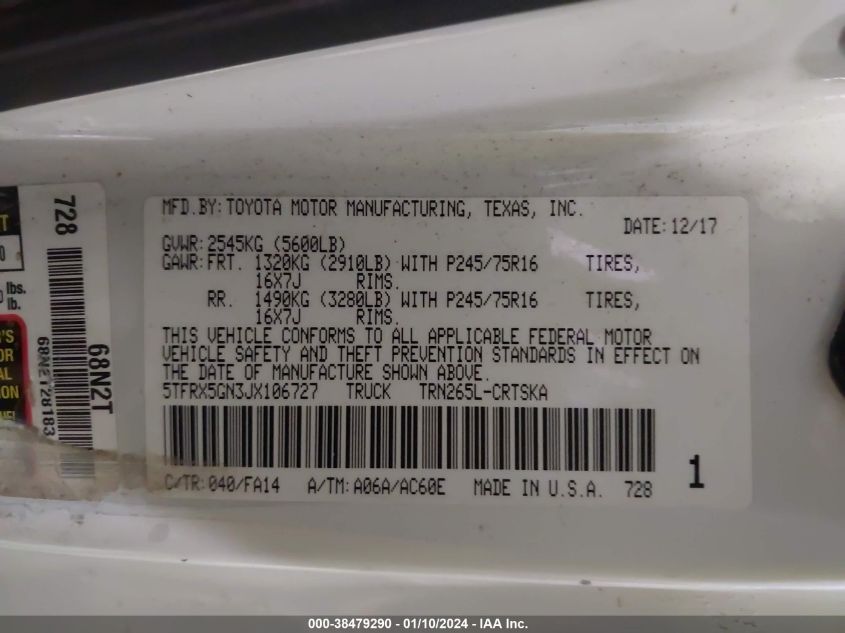 MFD.BY:TOYOTA MOTOR MANUFACTURING, TEXAS, INC.
DATE:12/17
GVWR:2545KG (5600LB)
GAWR:FRT. 1320KG (2910LB) WITH P245/75R16 TIRES,
16X7J RIMS.
RR. 1490KG (3280LB) WITH P245/75R16 TIRES,
16X7J RIMS.
THIS VEHICLE CONFORMS TO ALL APPLICABLE FEDERAL MOTOR
VEHICLE SAFETY AND THEFT PREVENTION STANDARDS IN EFFECT ON
THE DATE OF MANUFACTURE SHOWN ABOVE.
5TFRX5GN3JX106727 TRUCK TRN265L-CRTSKA
C/TR:040/FA14 A/TM:A06A/AC60E MADE IN U.S.A. 728
1
728
68N2T
68N2T28183
lbs.
lb.
000-38479290 - 01/10/2024 - IAA Inc.